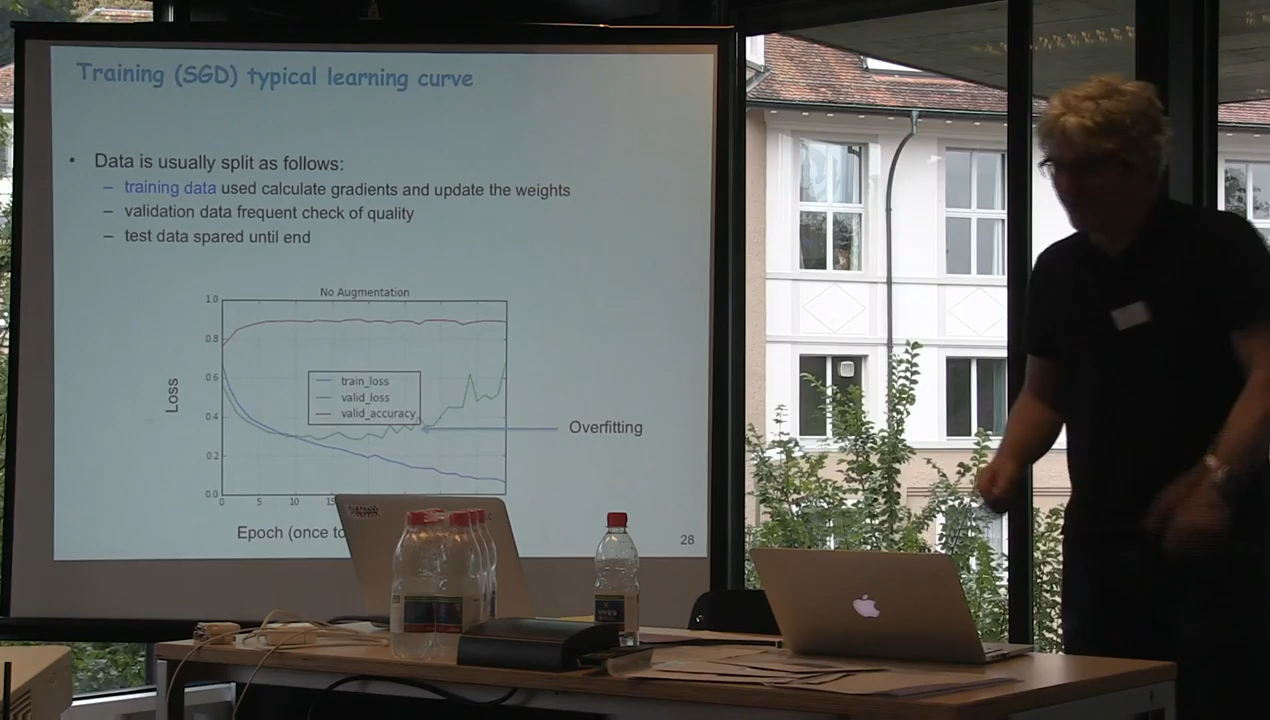 Training (SGD) typical learning curve
• Data is usually split as follows:
– training data used calculate gradients and update the weights
– validation data frequent check of quality
– test data spared until end
No Augmentation
1.0
0.8
0.6
0.4
0.2
0.0
Loss
train_loss
valid_loss
valid_accuracy
Overfitting
0 5 10
Epoch (once to
28